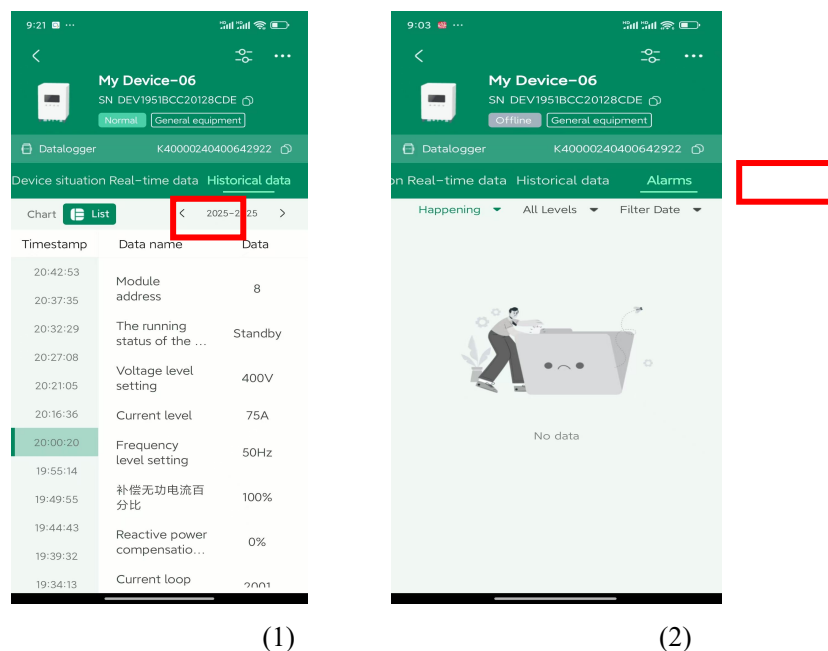 9:21
My Device-06
SN DEV1951BCC20128CDE
Normal General equipment
Datalogger K40000240400642922
Device situation Real-time data Historical data
Chart List
Timestamp Data name Data
20:42:53
Module address 8
20:37:35
20:32:29
The running status of the ... Standby
20:27:08
Voltage level setting 400V
20:21:05
20:16:36
Current level 75A
20:00:20
Frequency level setting 50Hz
19:55:14
补偿无功电流百分比 100%
19:49:55
19:44:43
Reactive power compensatio... 0%
19:39:32
19:34:13
Current loop 2001
(1)
9:03
My Device-06
SN DEV1951BCC20128CDE
Offline General equipment
Datalogger K40000240400642922
on Real-time data Historical data Alarms
Happening All Levels Filter Date
No data
(2)